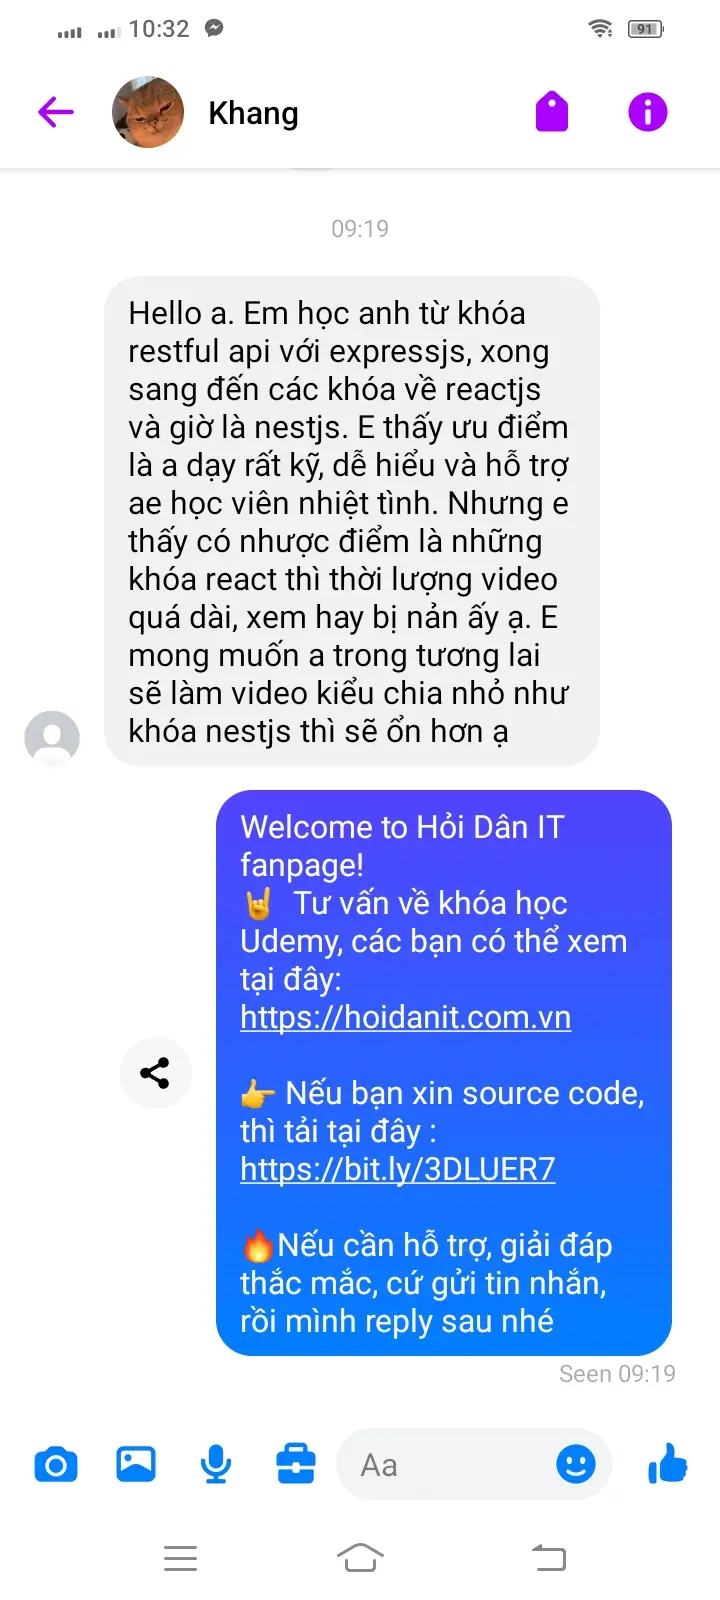 10:32
91
Khang
09:19
Hello a. Em học anh từ khóa
restful api với expressjs, xong
sang đến các khóa về reactjs
và giờ là nestjs. E thấy ưu điểm
là a dạy rất kỹ, dễ hiểu và hỗ trợ
ae học viên nhiệt tình. Nhưng e
thấy có nhược điểm là những
khóa react thì thời lượng video
quá dài, xem hay bị nản ấy ạ. E
mong muốn a trong tương lai
sẽ làm video kiểu chia nhỏ như
khóa nestjs thì sẽ ổn hơn ạ
Welcome to Hỏi Dân IT
fanpage!
🤘 Tư vấn về khóa học
Udemy, các bạn có thể xem
tại đây:
https://hoidanit.com.vn
👉 Nếu bạn xin source code,
thì tải tại đây :
https://bit.ly/3DLUER7
🔥Nếu cần hỗ trợ, giải đáp
thắc mắc, cứ gửi tin nhắn,
rồi mình reply sau nhé
Seen 09:19
Aa